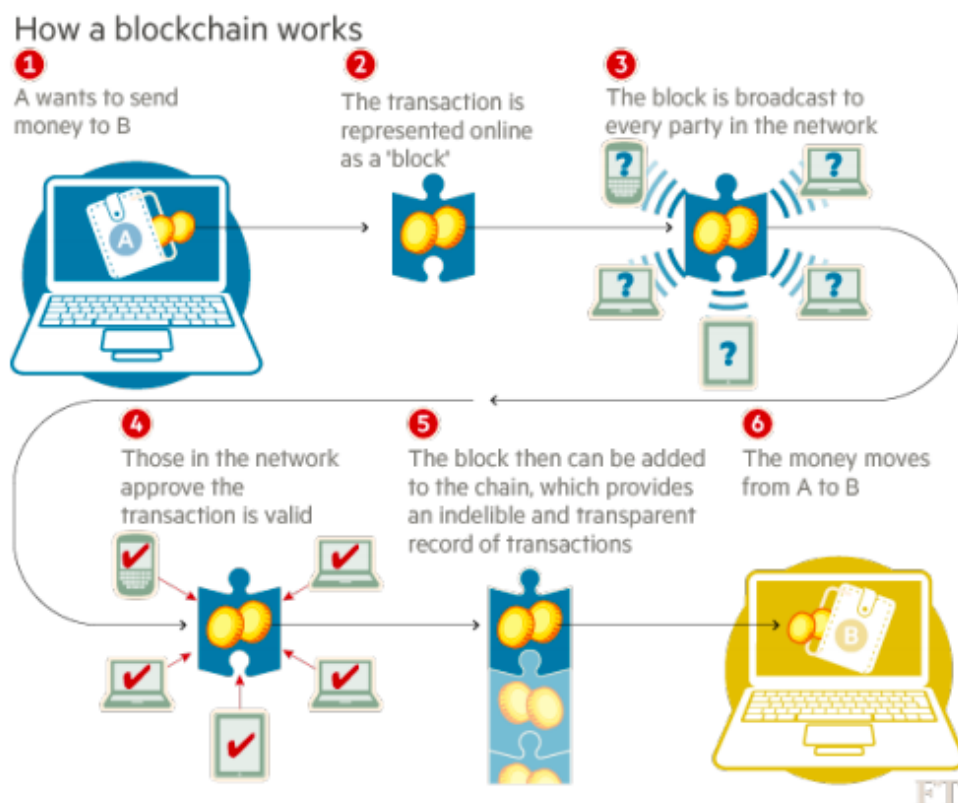 How a blockchain works
1
A wants to send
money to B
2
The transaction is
represented online
as a 'block'
3
The block is broadcast to
every party in the network
A
?
?
?
?
?
4
Those in the network
approve the
transaction is valid
5
The block then can be added
to the chain, which provides
an indelible and transparent
record of transactions
6
The money moves
from A to B
B
FT